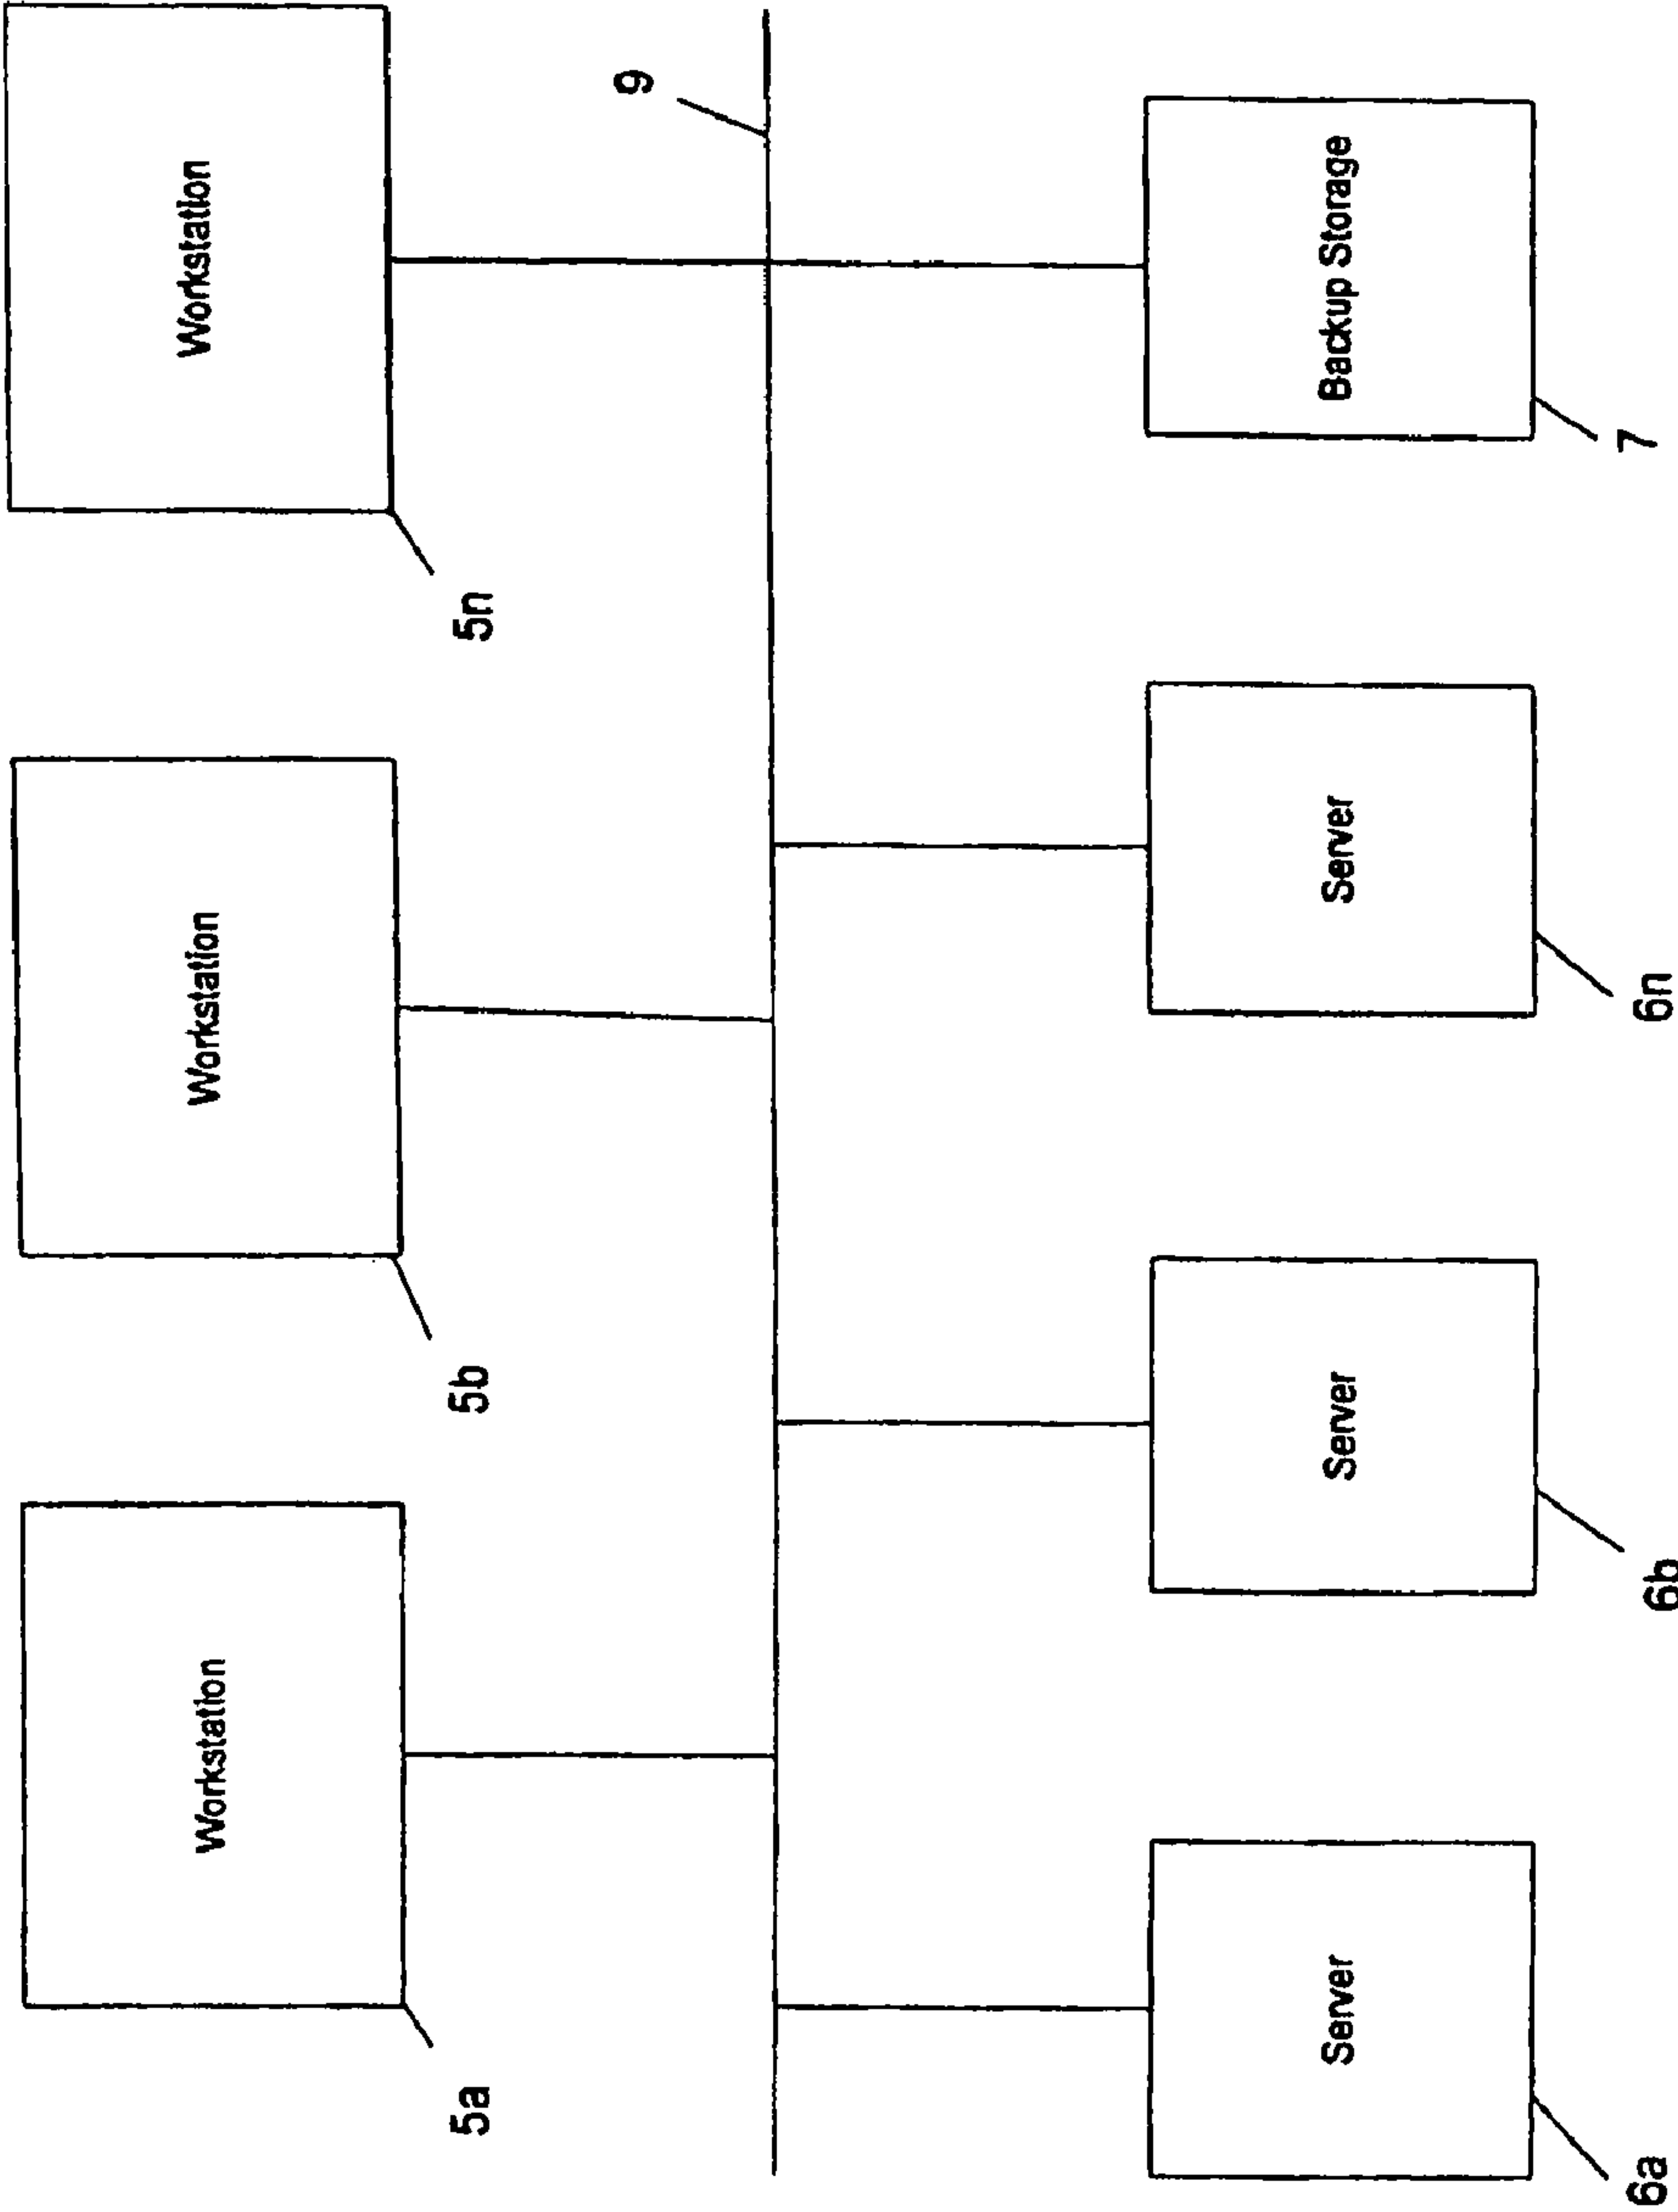 Workstation
Workstation
Workstation
5a
5b
5n
9
Server
Server
Server
Backup Storage
6a
6b
6n
7